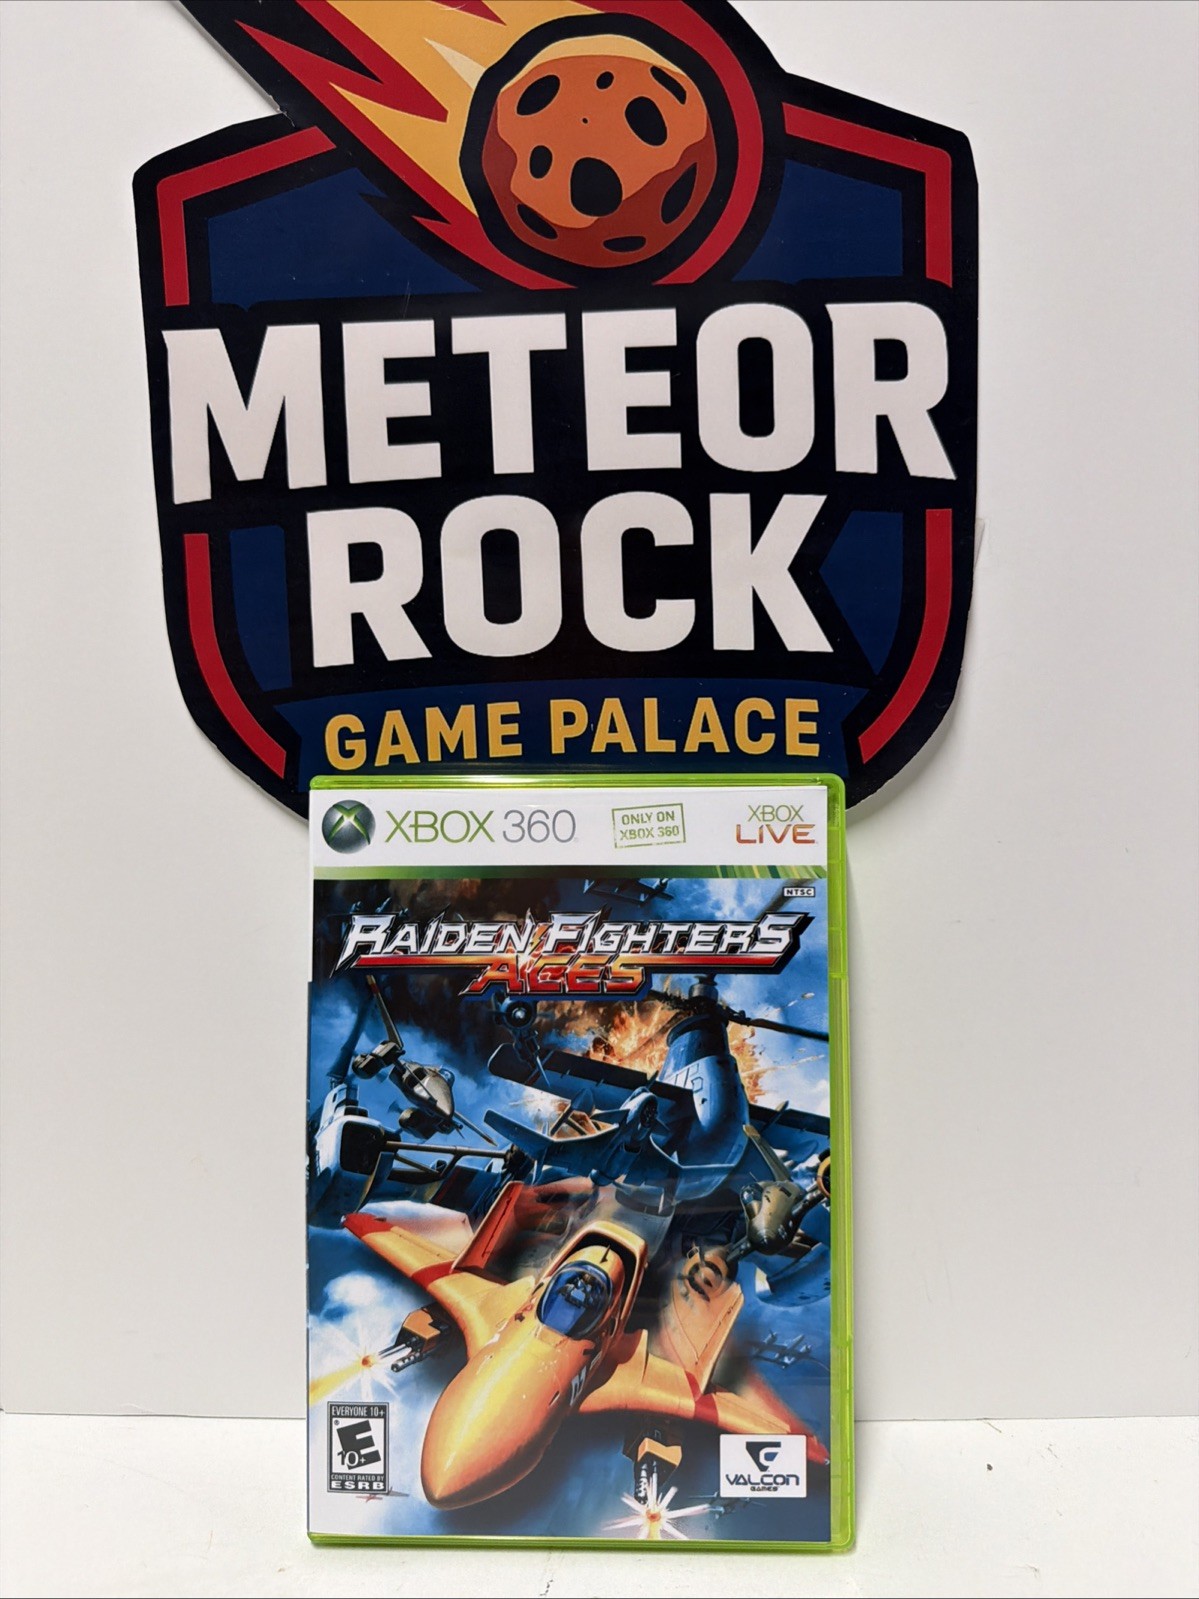 METEOR
ROCK
GAME PALACE
XBOX 360
ONLY ON
XBOX 360
XBOX
LIVE
NTSC
RAIDEN FIGHTERS
ACES
EVERYONE 10+
E
10+
CONTENT RATED BY
ESRB
VALCON
GAMES